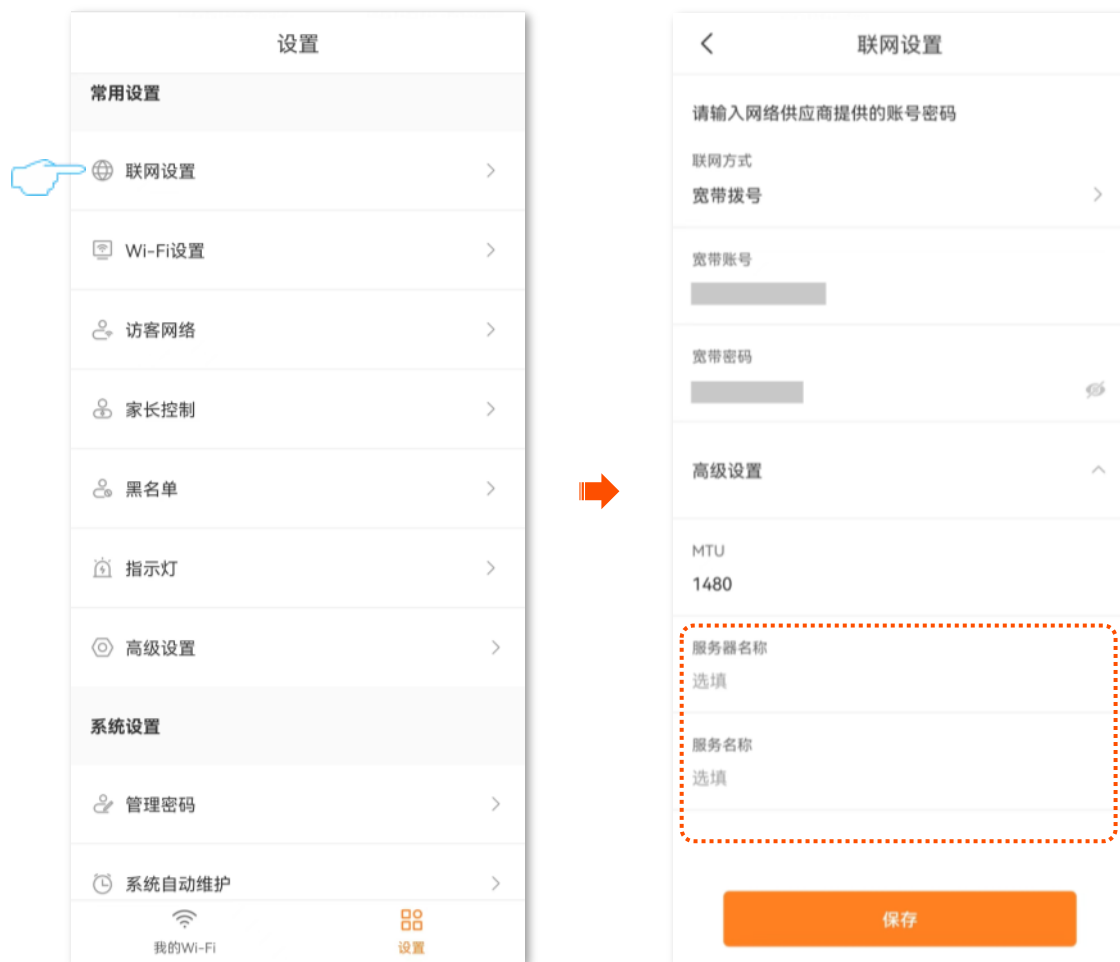 设置
常用设置
联网设置
Wi-Fi设置
访客网络
家长控制
黑名单
指示灯
高级设置
系统设置
管理密码
系统自动维护
我的Wi-Fi
设置
联网设置
请输入网络供应商提供的账号密码
联网方式
宽带拨号
宽带账号
宽带密码
高级设置
MTU
1480
服务器名称
选填
服务名称
选填
保存